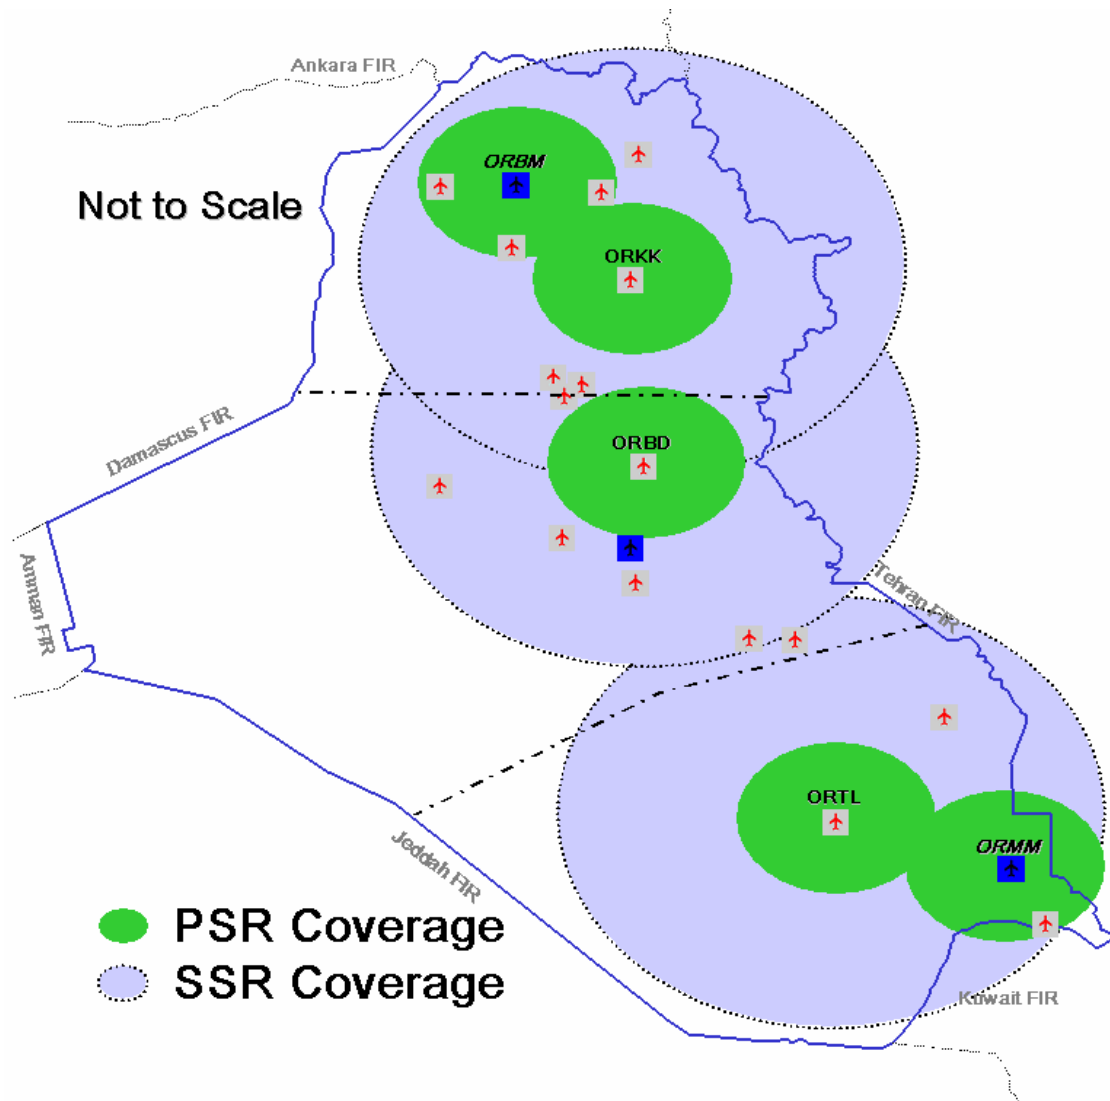 Ankara FIR
ORBM
Not to Scale
ORKK
Damascus FIR
ORBD
Amman FIR
Tehran FIR
ORTL
Jeddah FIR
ORMM
PSR Coverage
SSR Coverage
Kuwait FIR